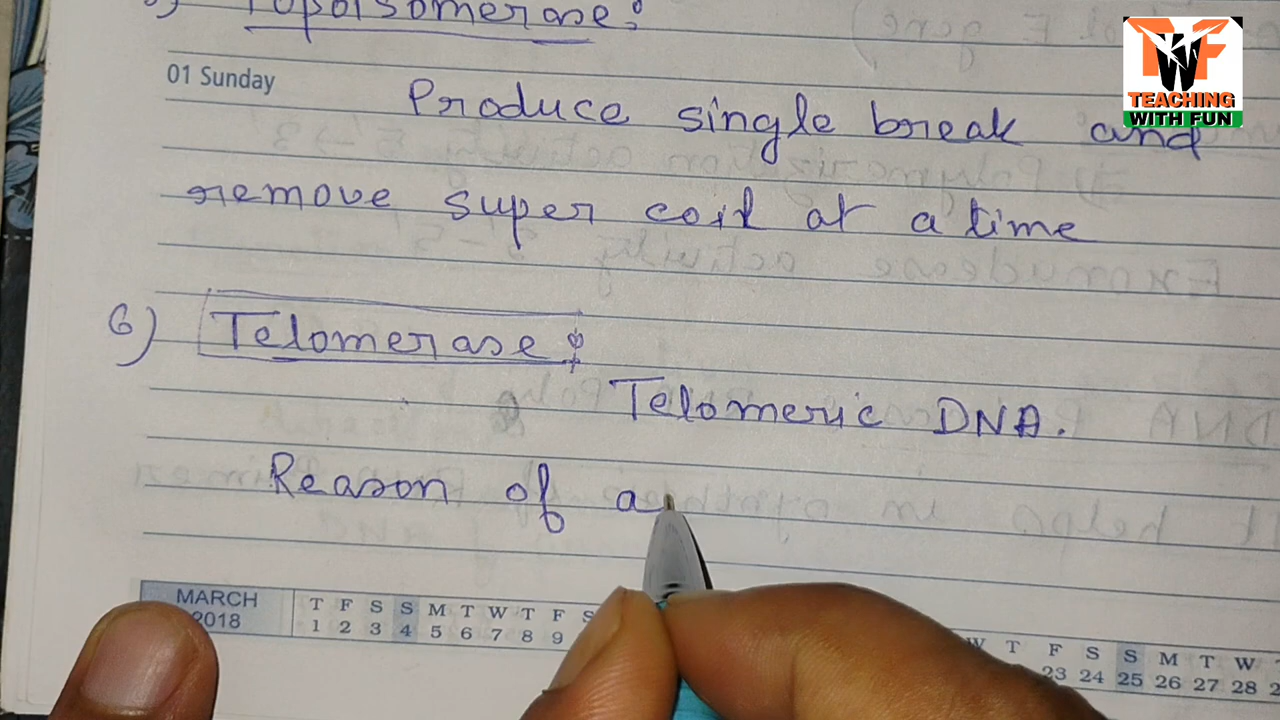 Topoisomerase:
01 Sunday
Produce single break and
remove super coil at a time
6) Telomerase:
Telomeric DNA.
Reason of a
MARCH
2018
T F S S M T W T F S
1 2 3 4 5 6 7 8 9
W T F S S M T W T
23 24 25 26 27 28 2
TWF
TEACHING
WITH FUN